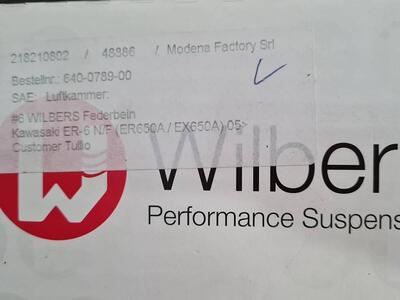 218210802 / 48886 / Modena Factory Srl
Bestellnr.: 640-0789-00
SAE: Luftkammer:
#6 WILBERS Federbein
Kawasaki ER-6 N/F (ER650A / EX650A) 05>
Customer Tullio
W
Wilber
Performance Suspens